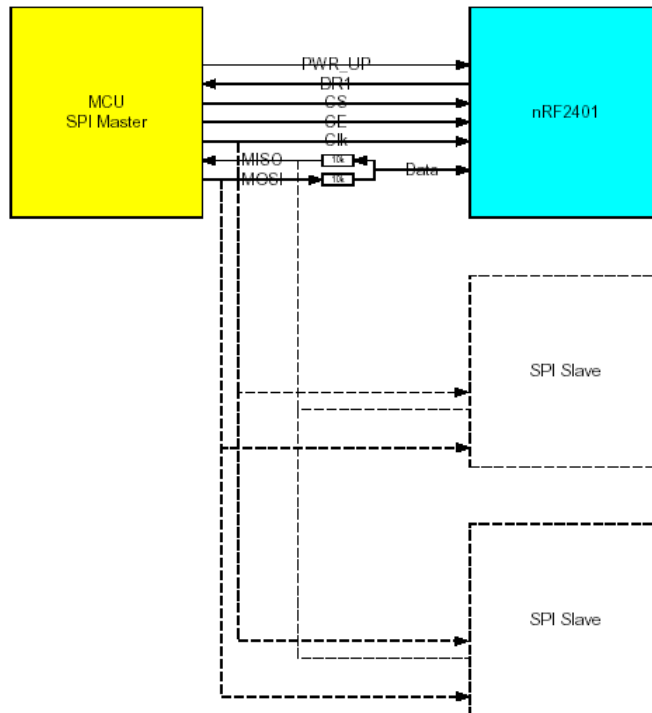 PWR_UP
DR1
CS
CE
Clk
MCU
SPI Master
nRF2401
MISO
10k
Data
MOSI
10k
SPI Slave
SPI Slave